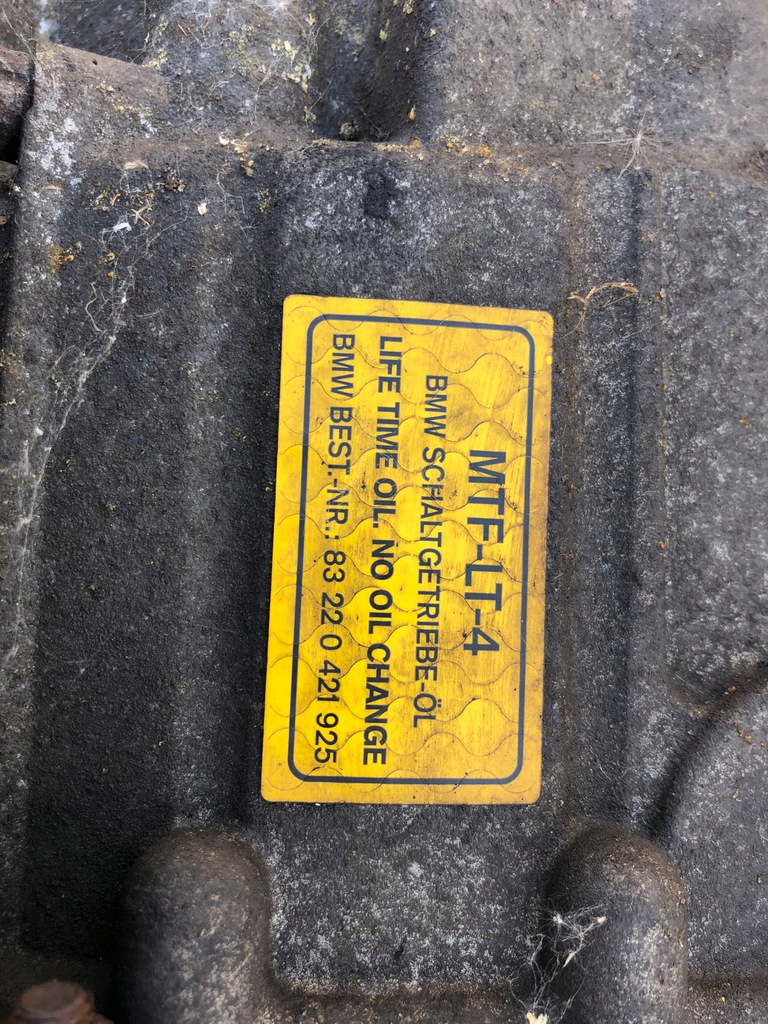 MTF-LT-4
BMW SCHALTGETRIEBE-ÖL
LIFE TIME OIL. NO OIL CHANGE
BMW BEST.-NR.: 83 22 0 421 925